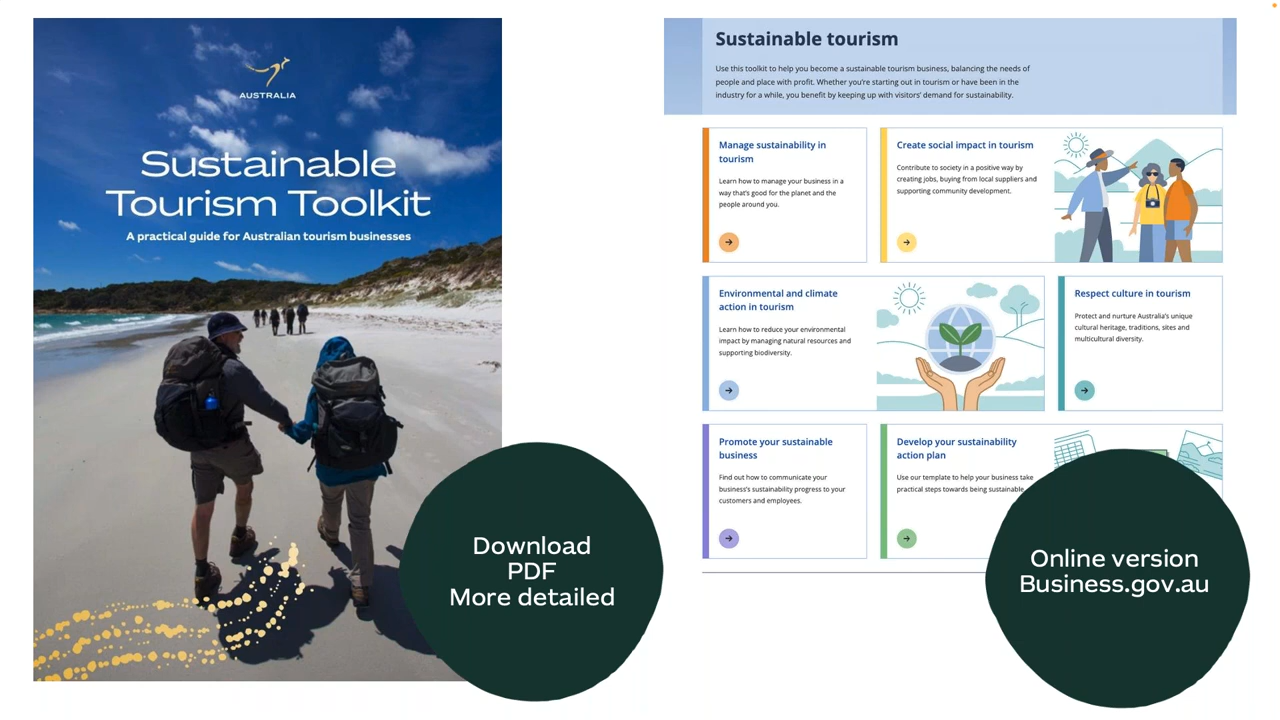 AUSTRALIA
Sustainable
Tourism Toolkit
A practical guide for Australian tourism businesses
Download
PDF
More detailed
Sustainable tourism
Use this toolkit to help you become a sustainable tourism business, balancing the needs of
people and place with profit. Whether you're starting out in tourism or have been in the
industry for a while, you benefit by keeping up with visitors' demand for sustainability.
Manage sustainability in
tourism
Learn how to manage your business in a
way that's good for the planet and the
people around you.
Create social impact in tourism
Contribute to society in a positive way by
creating jobs, buying from local suppliers and
supporting community development.
Environmental and climate
action in tourism
Learn how to reduce your environmental
impact by managing natural resources and
supporting biodiversity.
Respect culture in tourism
Protect and nurture Australia's unique
cultural heritage, traditions, sites and
multicultural diversity.
Promote your sustainable
business
Find out how to communicate your
business's sustainability progress to your
customers and employees.
Develop your sustainability
action plan
Use our template to help your business take
practical steps towards being sustainable
Online version
Business.gov.au